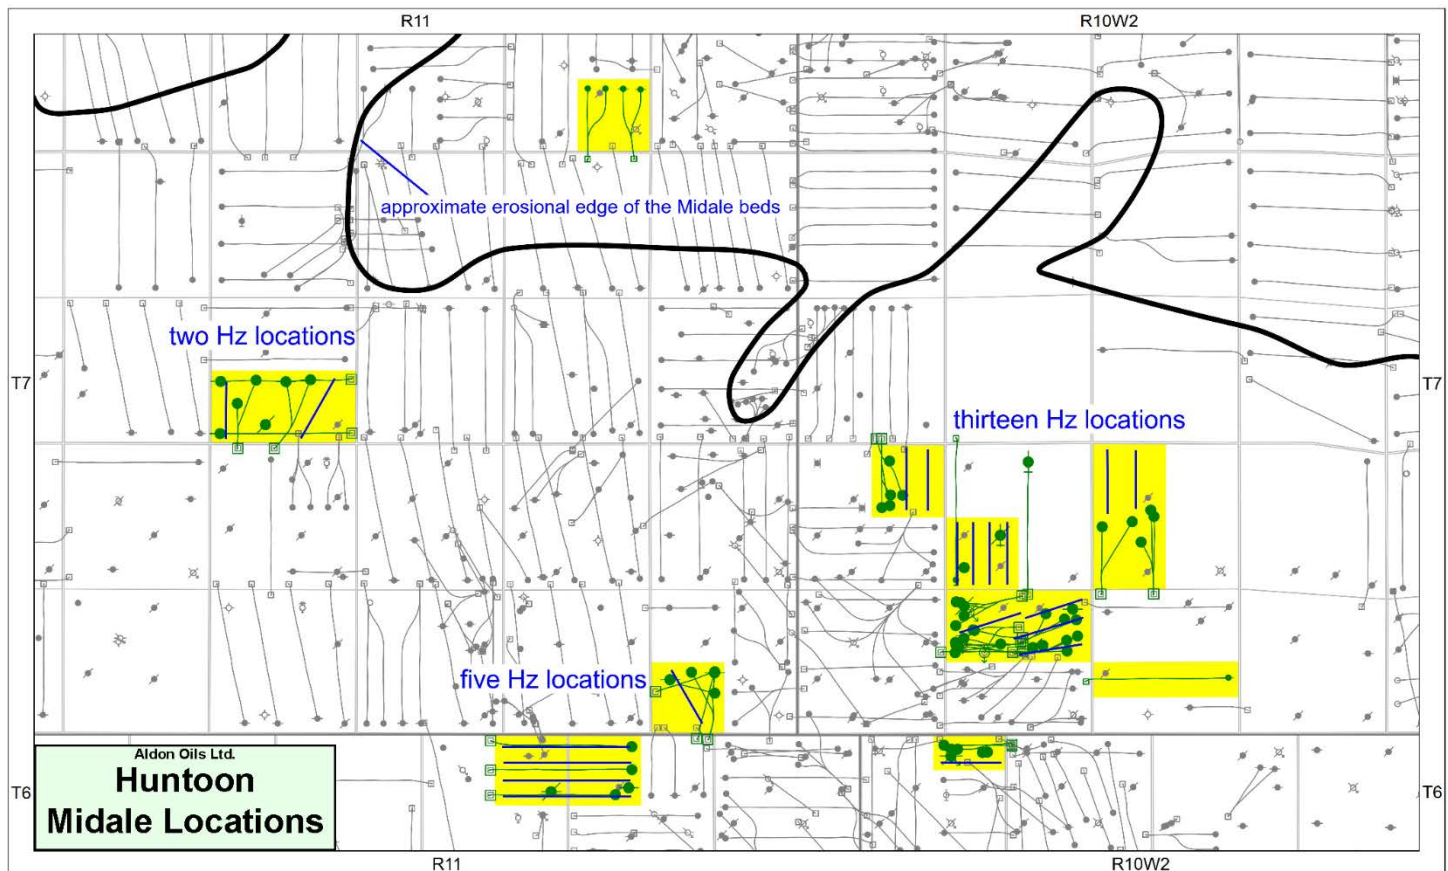 R11
R10W2
approximate erosional edge of the Midale beds
two Hz locations
T7
T7
thirteen Hz locations
five Hz locations
Aldon Oils Ltd.
Huntoon
Midale Locations
T6
T6
R11
R10W2